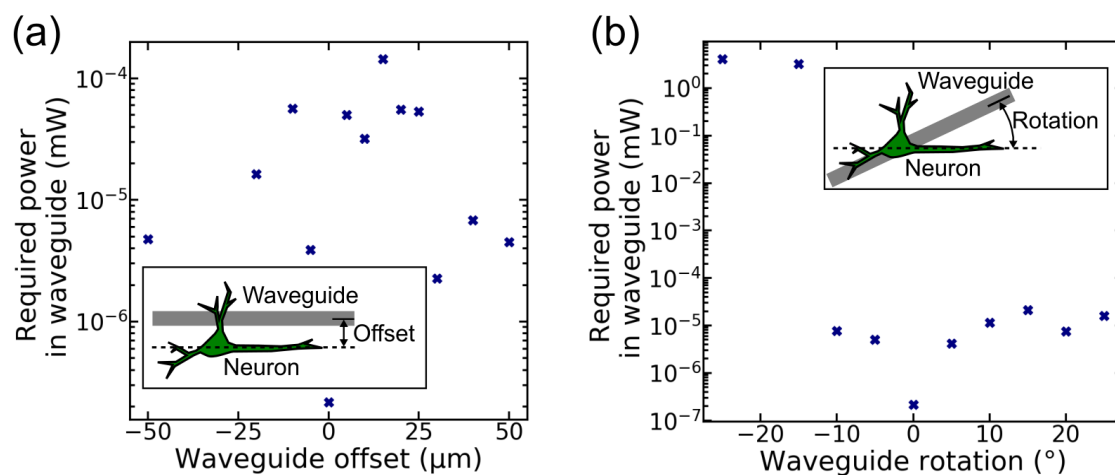 (a)
Required power
in waveguide (mW)
10⁻⁴
10⁻⁵
10⁻⁶
Waveguide
Offset
Neuron
−50 −25 0 25 50
Waveguide offset (µm)
(b)
Required power
in waveguide (mW)
10⁰
10⁻¹
10⁻²
10⁻³
10⁻⁴
10⁻⁵
10⁻⁶
10⁻⁷
Waveguide
Rotation
Neuron
−20 −10 0 10 20
Waveguide rotation (°)